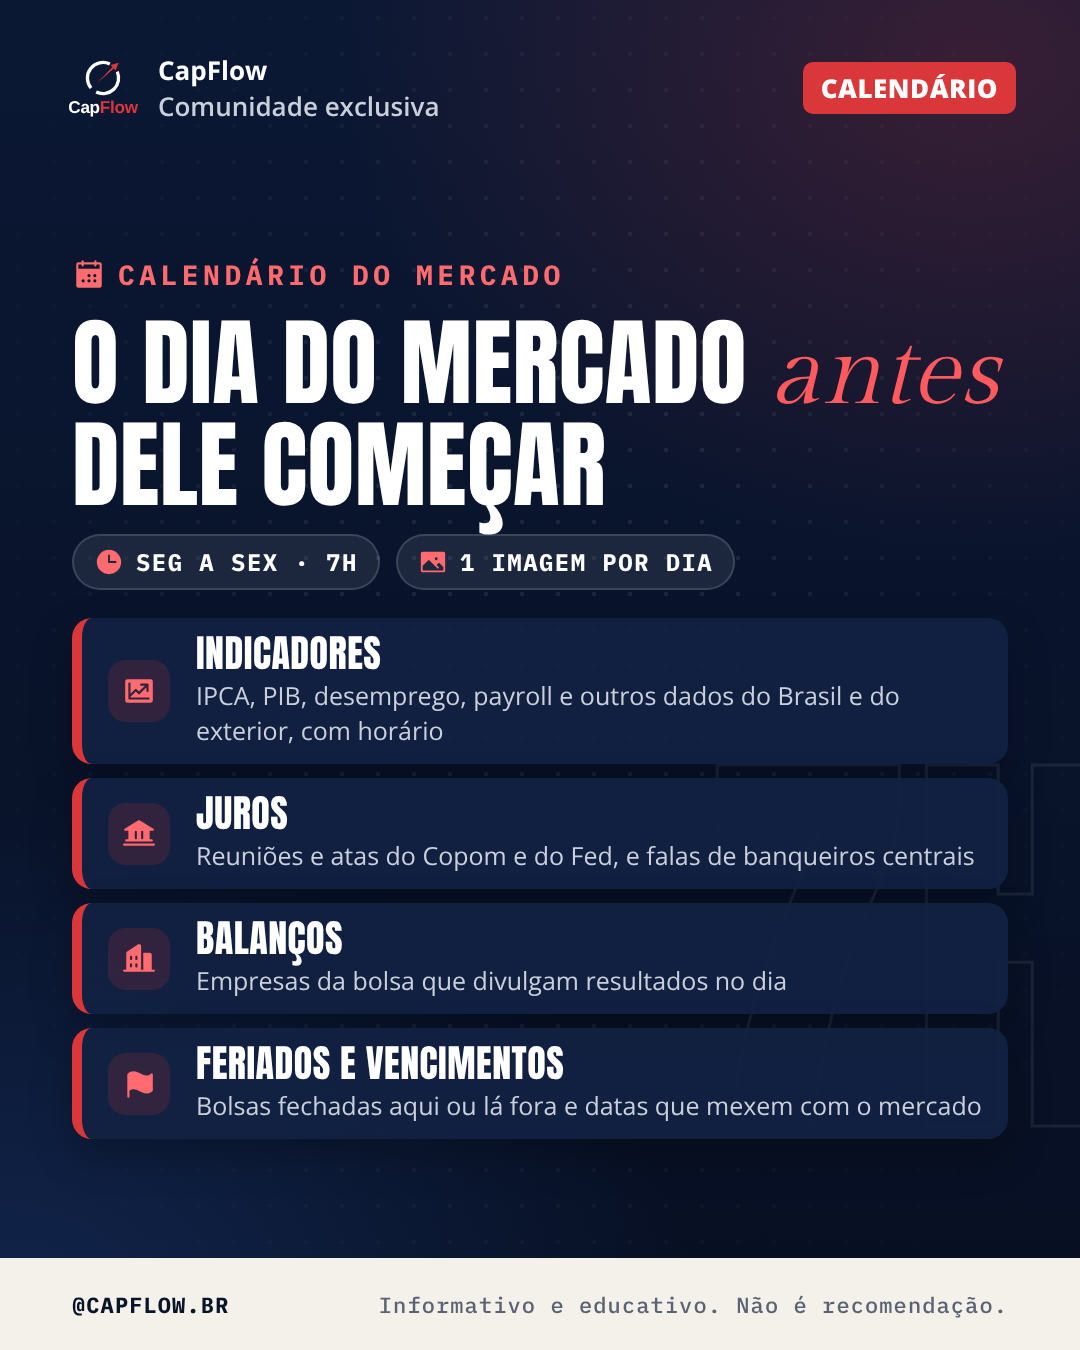 CapFlow
CapFlow
Comunidade exclusiva
CALENDÁRIO
CALENDÁRIO DO MERCADO
O DIA DO MERCADO antes
DELE COMEÇAR
SEG A SEX · 7H
1 IMAGEM POR DIA
INDICADORES
IPCA, PIB, desemprego, payroll e outros dados do Brasil e do
exterior, com horário
JUROS
Reuniões e atas do Copom e do Fed, e falas de banqueiros centrais
BALANÇOS
Empresas da bolsa que divulgam resultados no dia
FERIADOS E VENCIMENTOS
Bolsas fechadas aqui ou lá fora e datas que mexem com o mercado
@CAPFLOW.BR
Informativo e educativo. Não é recomendação.